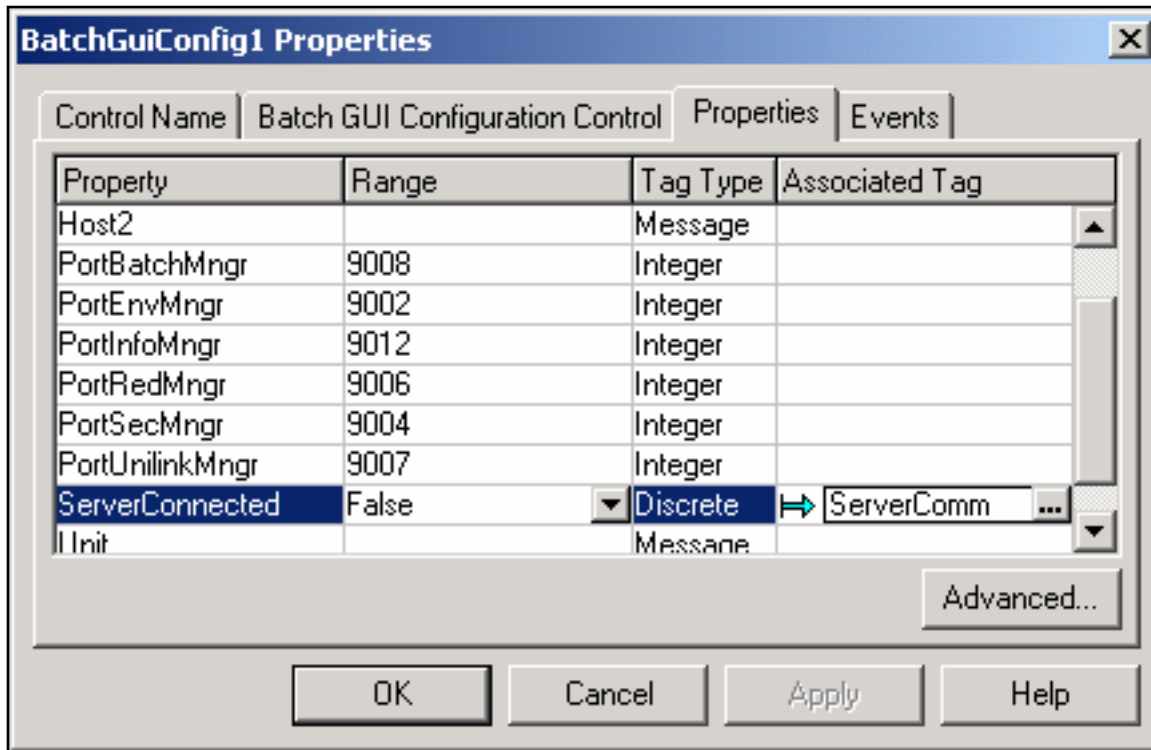 BatchGuiConfig1 Properties
Control Name Batch GUI Configuration Control Properties Events
Property Range Tag Type Associated Tag
Host2 Message
PortBatchMngr 9008 Integer
PortEnvMngr 9002 Integer
PortInfoMngr 9012 Integer
PortRedMngr 9006 Integer
PortSecMngr 9004 Integer
PortUnilinkMngr 9007 Integer
ServerConnected False Discrete ServerComm ...
Unit Message
Advanced...
OK Cancel Apply Help